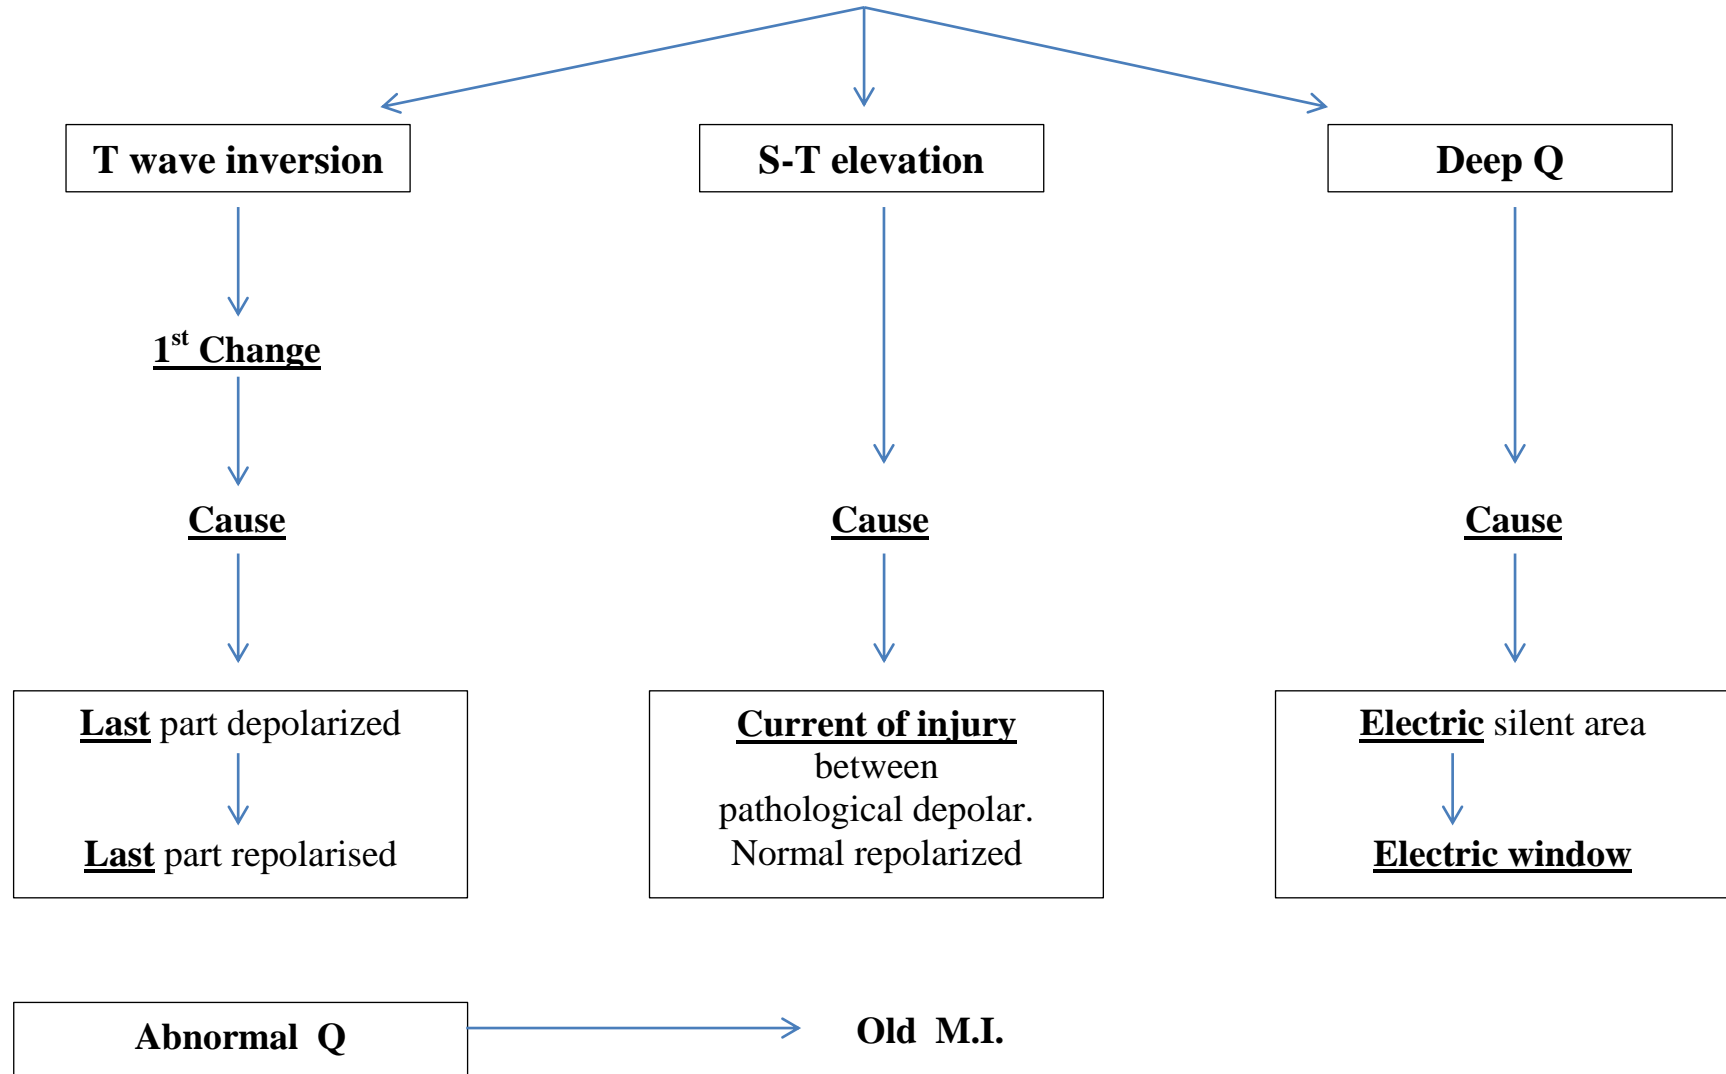 T wave inversion
S-T elevation
Deep Q
1st Change
Cause
Cause
Cause
Last part depolarized
Last part repolarised
Current of injury
between
pathological depolar.
Normal repolarized
Electric silent area
Electric window
Abnormal Q
Old M.I.